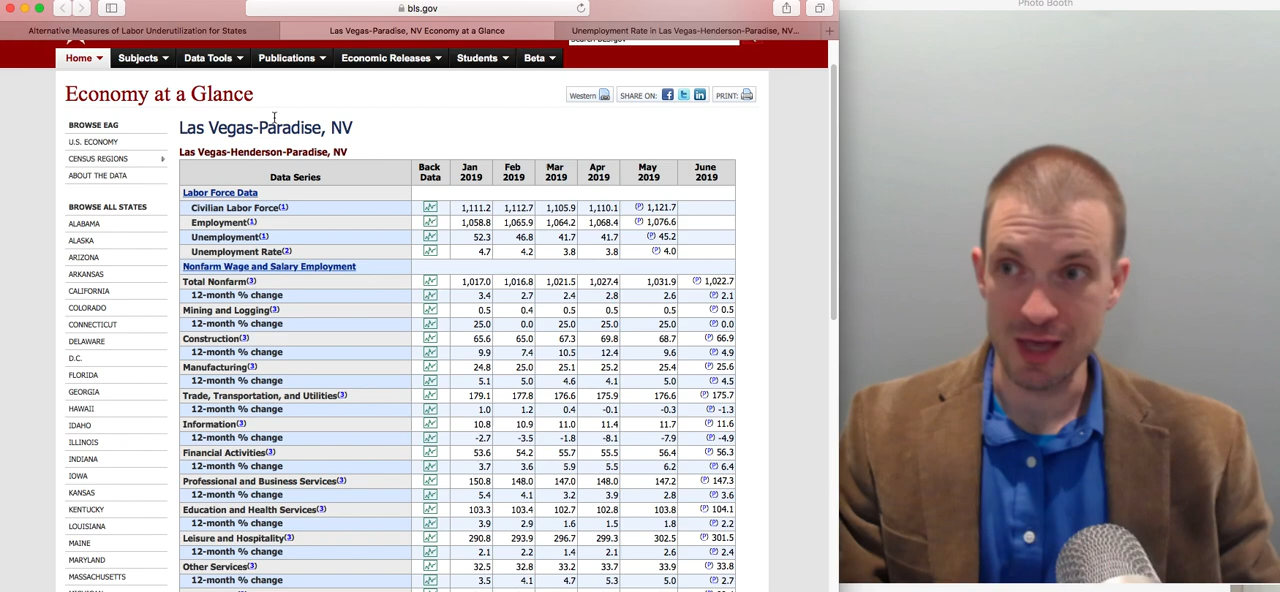 bls.gov
Photo Booth
Alternative Measures of Labor Underutilization for States
Las Vegas-Paradise, NV Economy at a Glance
Unemployment Rate in Las Vegas-Henderson-Paradise, NV...
Home Subjects Data Tools Publications Economic Releases Students Beta
Economy at a Glance
Western SHARE ON: PRINT:
BROWSE EAG
U.S. ECONOMY
CENSUS REGIONS
ABOUT THE DATA
BROWSE ALL STATES
ALABAMA
ALASKA
ARIZONA
ARKANSAS
CALIFORNIA
COLORADO
CONNECTICUT
DELAWARE
D.C.
FLORIDA
GEORGIA
HAWAII
IDAHO
ILLINOIS
INDIANA
IOWA
KANSAS
KENTUCKY
LOUISIANA
MAINE
MARYLAND
MASSACHUSETTS
Las Vegas-Paradise, NV
Las Vegas-Henderson-Paradise, NV
Data Series Back Data Jan 2019 Feb 2019 Mar 2019 Apr 2019 May 2019 June 2019
Labor Force Data
Civilian Labor Force(1) 1,111.2 1,112.7 1,105.9 1,110.1 (P) 1,121.7
Employment(1) 1,058.8 1,065.9 1,064.2 1,068.4 (P) 1,076.6
Unemployment(1) 52.3 46.8 41.7 41.7 (P) 45.2
Unemployment Rate(2) 4.7 4.2 3.8 3.8 (P) 4.0
Nonfarm Wage and Salary Employment
Total Nonfarm(3) 1,017.0 1,016.8 1,021.5 1,027.4 1,031.9 (P) 1,022.7
12-month % change 3.4 2.7 2.4 2.8 2.6 (P) 2.1
Mining and Logging(3) 0.5 0.4 0.5 0.5 0.5 (P) 0.5
12-month % change 25.0 0.0 25.0 25.0 25.0 (P) 0.0
Construction(3) 65.6 65.0 67.3 69.8 68.7 (P) 66.9
12-month % change 9.9 7.4 10.5 12.4 9.6 (P) 4.9
Manufacturing(3) 24.8 25.0 25.1 25.2 25.4 (P) 25.6
12-month % change 5.1 5.0 4.6 4.1 5.0 (P) 4.5
Trade, Transportation, and Utilities(3) 179.1 177.8 176.6 175.9 176.6 (P) 175.7
12-month % change 1.0 1.2 0.4 -0.1 -0.3 (P) -1.3
Information(3) 10.8 10.9 11.0 11.4 11.7 (P) 11.6
12-month % change -2.7 -3.5 -1.8 -8.1 -7.9 (P) -4.9
Financial Activities(3) 53.6 54.2 55.7 55.5 56.4 (P) 56.3
12-month % change 3.7 3.6 5.9 5.5 6.2 (P) 6.4
Professional and Business Services(3) 150.8 148.0 147.0 148.0 147.2 (P) 147.3
12-month % change 5.4 4.1 3.2 3.9 2.8 (P) 3.6
Education and Health Services(3) 103.3 103.4 102.7 102.8 103.8 (P) 104.1
12-month % change 3.9 2.9 1.6 1.5 1.8 (P) 2.2
Leisure and Hospitality(3) 290.8 293.9 296.7 299.3 302.5 (P) 301.5
12-month % change 2.1 2.2 1.4 2.1 2.6 (P) 2.4
Other Services(3) 32.5 32.8 33.2 33.7 33.9 (P) 33.8
12-month % change 3.5 4.1 4.7 5.3 5.0 (P) 2.7